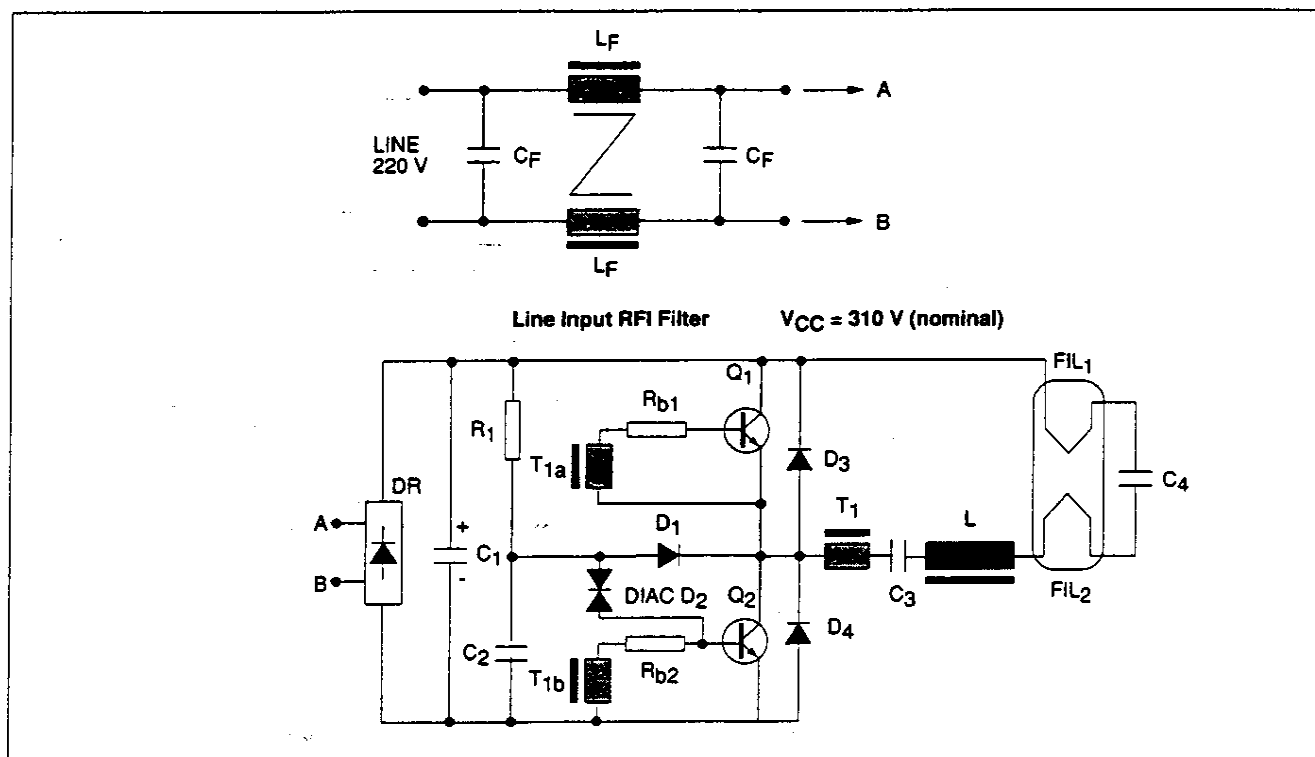 LF
A
LINE
220 V
CF
CF
B
LF
Line Input RFI Filter
VCC = 310 V (nominal)
FIL1
Q1
Rb1
R1
T1a
D3
C4
DR
T1
L
A
+
D1
C1
B
-
DIAC D2
Q2
C3
FIL2
D4
C2
Rb2
T1b